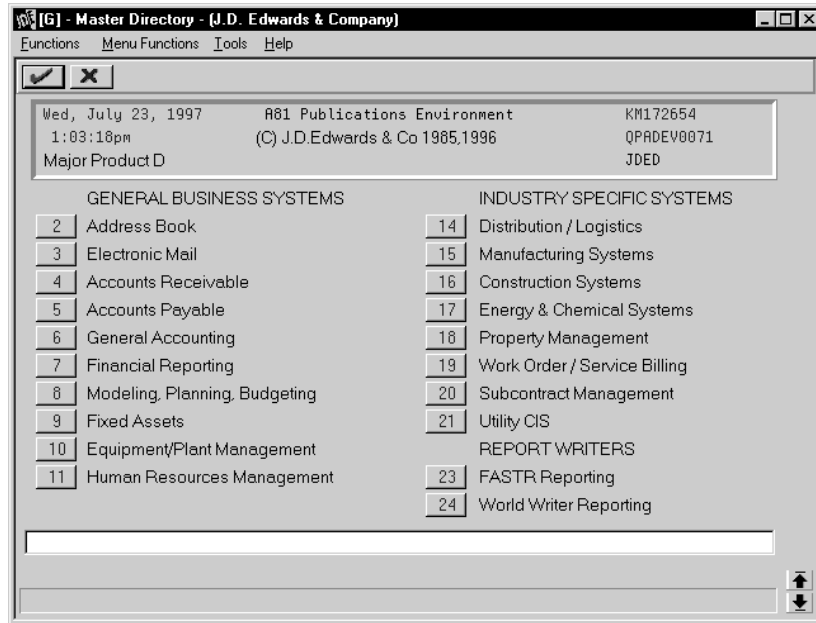 [G] - Master Directory - (J.D. Edwards & Company)
Functions Menu Functions Tools Help
Wed, July 23, 1997 A81 Publications Environment KM172654
1:03:18pm (C) J.D.Edwards & Co 1985,1996 QPADEV0071
Major Product D JDED
GENERAL BUSINESS SYSTEMS INDUSTRY SPECIFIC SYSTEMS
2 Address Book 14 Distribution / Logistics
3 Electronic Mail 15 Manufacturing Systems
4 Accounts Receivable 16 Construction Systems
5 Accounts Payable 17 Energy & Chemical Systems
6 General Accounting 18 Property Management
7 Financial Reporting 19 Work Order / Service Billing
8 Modeling, Planning, Budgeting 20 Subcontract Management
9 Fixed Assets 21 Utility CIS
10 Equipment/Plant Management REPORT WRITERS
11 Human Resources Management 23 FASTR Reporting
24 World Writer Reporting